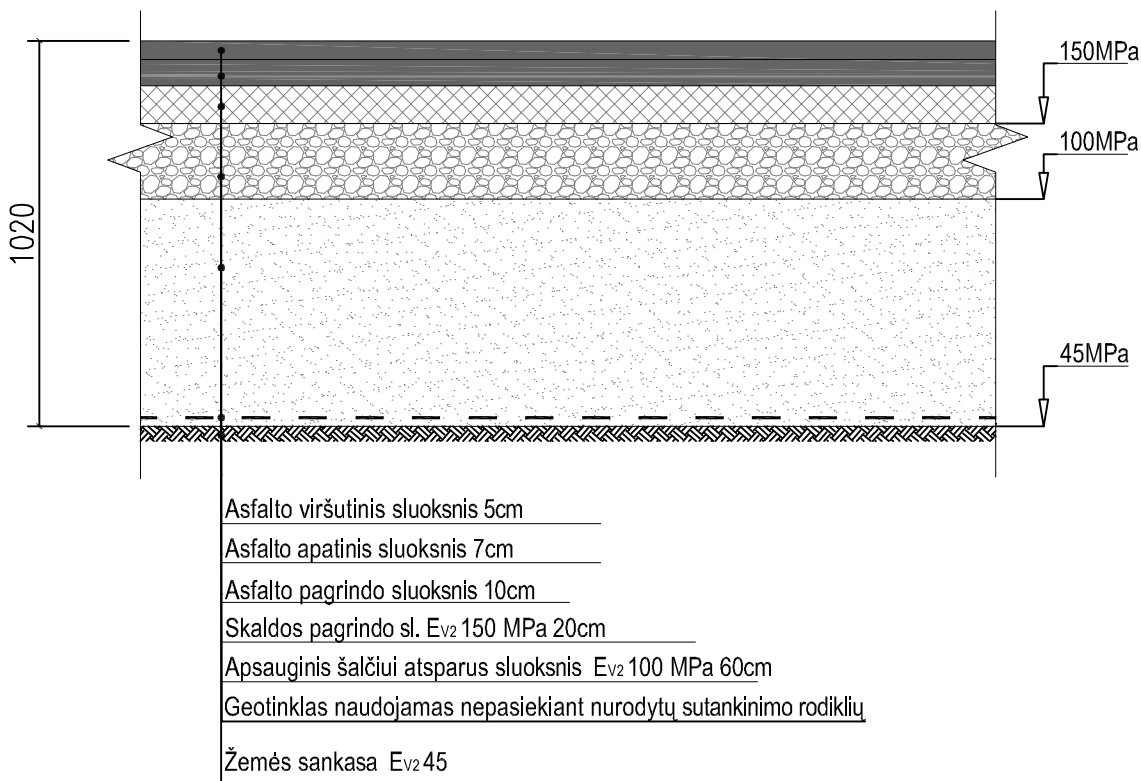 150MPa
100MPa
1020
45MPa
Asfalto viršutinis sluoksnis 5cm
Asfalto apatinis sluoksnis 7cm
Asfalto pagrindo sluoksnis 10cm
Skaldos pagrindo sl. EV2 150 MPa 20cm
Apsauginis šalčiui atsparus sluoksnis EV2 100 MPa 60cm
Geotinklas naudojamas nepasiekiant nurodytų sutankinimo rodiklių
Žemės sankasa EV2 45